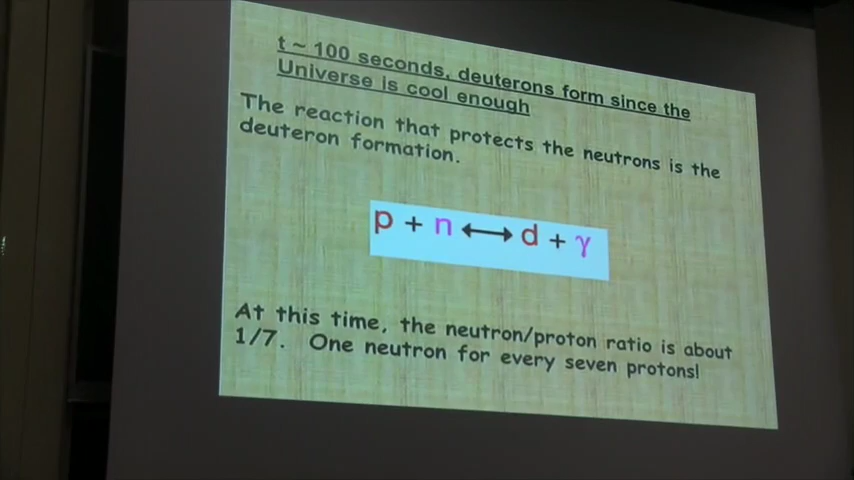 t ~ 100 seconds, deuterons form since the
Universe is cool enough
The reaction that protects the neutrons is the
deuteron formation.
p + n ⟷ d + γ
At this time, the neutron/proton ratio is about
1/7. One neutron for every seven protons!